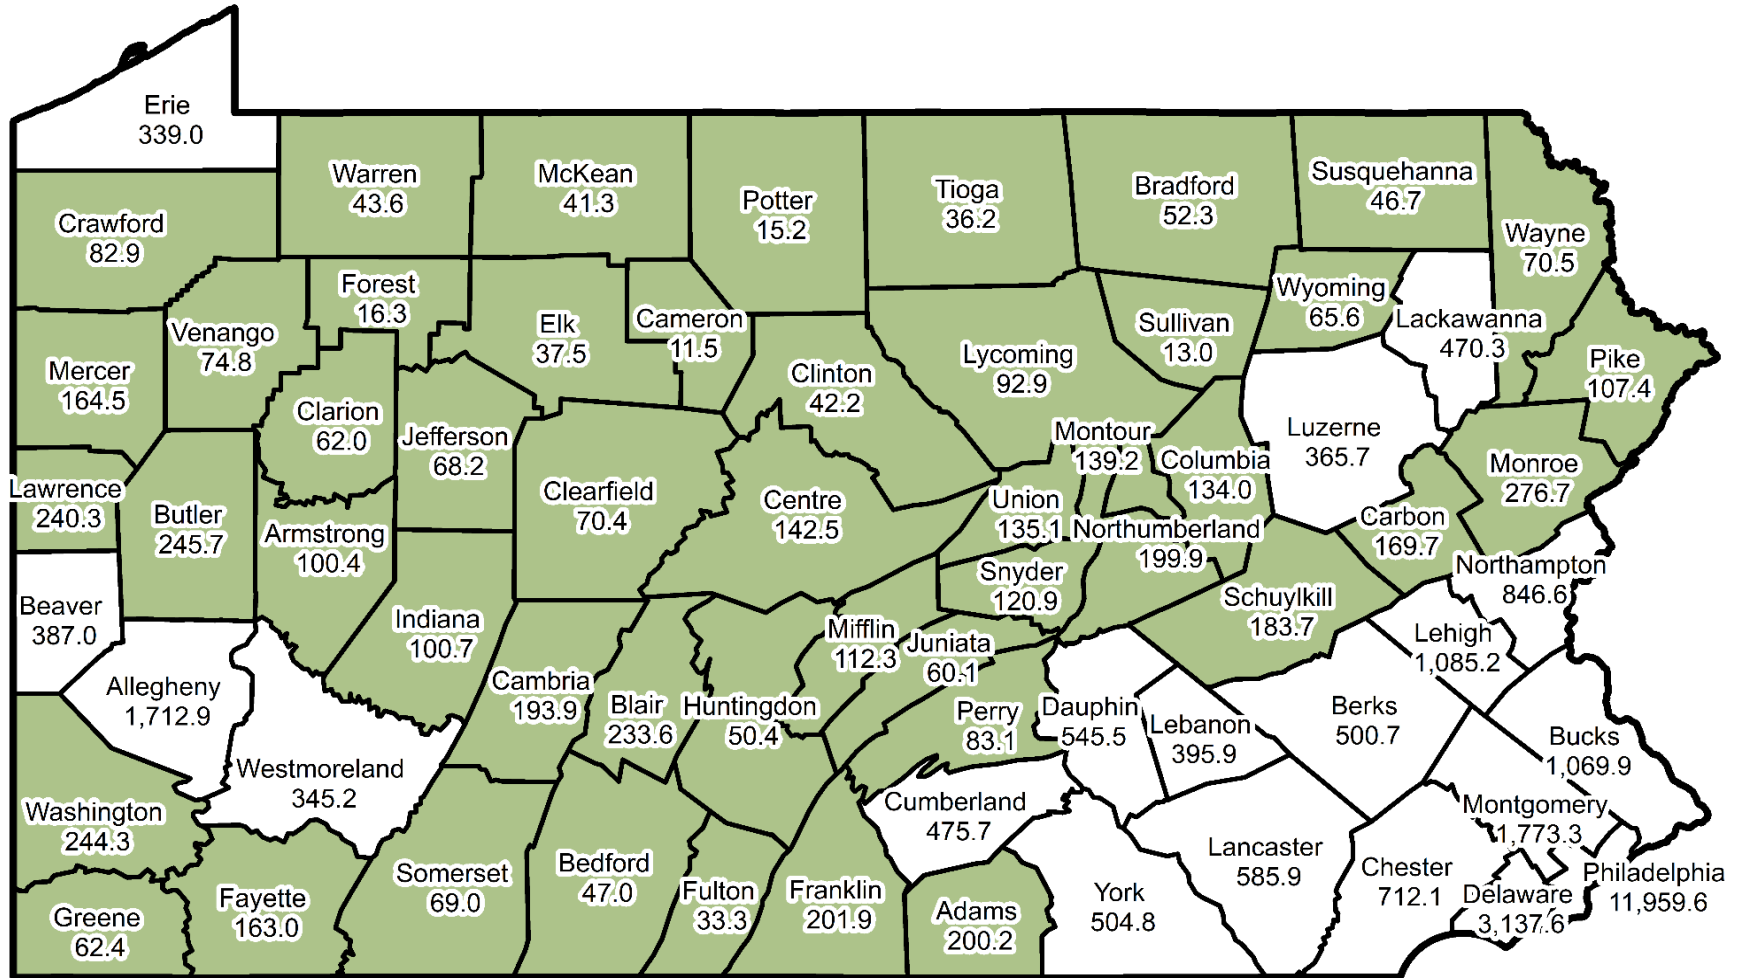 Erie
339.0
Warren
43.6
McKean
41.3
Potter
15.2
Tioga
36.2
Bradford
52.3
Susquehanna
46.7
Wayne
70.5
Crawford
82.9
Forest
16.3
Venango
74.8
Elk
37.5
Cameron
11.5
Clinton
42.2
Lycoming
92.9
Sullivan
13.0
Wyoming
65.6
Lackawanna
470.3
Pike
107.4
Mercer
164.5
Clarion
62.0
Jefferson
68.2
Clearfield
70.4
Centre
142.5
Union
135.1
Montour
139.2
Columbia
134.0
Luzerne
365.7
Monroe
276.7
Lawrence
240.3
Butler
245.7
Armstrong
100.4
Northumberland
199.9
Carbon
169.7
Northampton
846.6
Beaver
387.0
Indiana
100.7
Snyder
120.9
Schuylkill
183.7
Lehigh
1,085.2
Allegheny
1,712.9
Cambria
193.9
Blair
233.6
Huntingdon
50.4
Mifflin
112.3
Juniata
60.1
Perry
83.1
Dauphin
545.5
Lebanon
395.9
Berks
500.7
Bucks
1,069.9
Westmoreland
345.2
Washington
244.3
Cumberland
475.7
Montgomery
1,773.3
Lancaster
585.9
Chester
712.1
Delaware
3,137.6
Philadelphia
11,959.6
Greene
62.4
Fayette
163.0
Somerset
69.0
Bedford
47.0
Fulton
33.3
Franklin
201.9
Adams
200.2
York
504.8